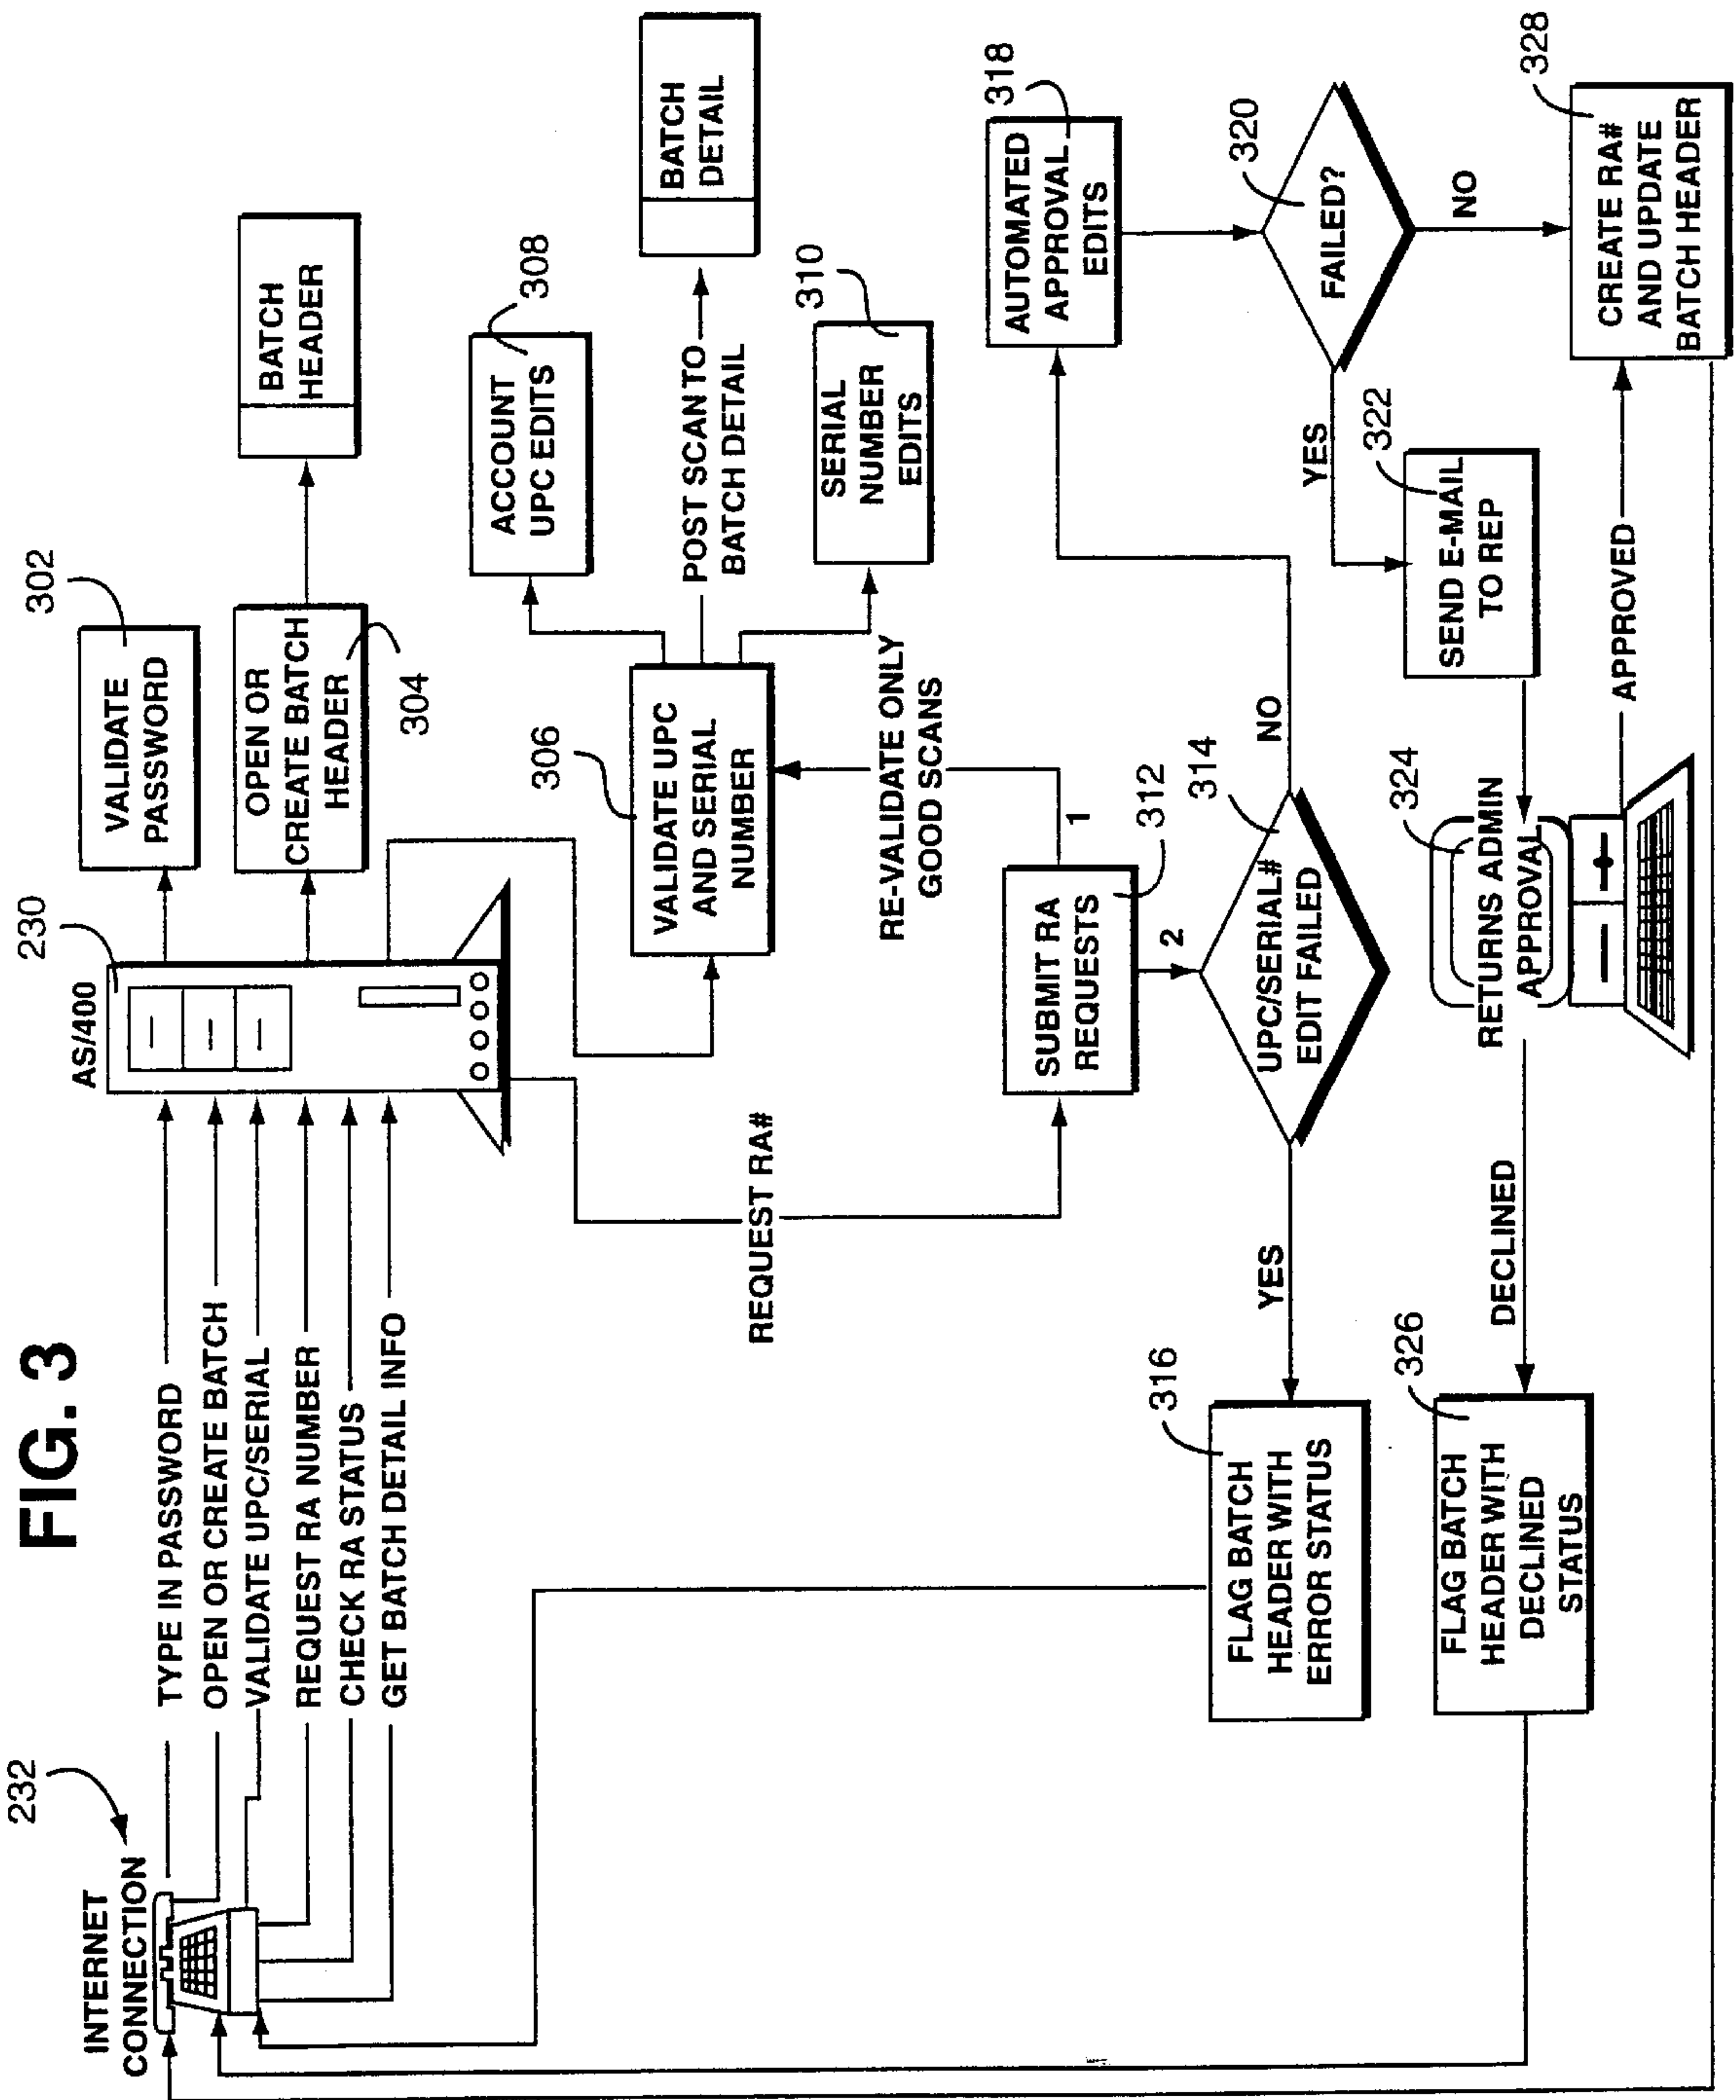 FIG. 3
232
INTERNET
CONNECTION
TYPE IN PASSWORD
OPEN OR CREATE BATCH
VALIDATE UPC/SERIAL
REQUEST RA NUMBER
CHECK RA STATUS
GET BATCH DETAIL INFO
230
AS/400
302
VALIDATE
PASSWORD
OPEN OR
CREATE BATCH
HEADER
304
BATCH
HEADER
306
VALIDATE UPC
AND SERIAL
NUMBER
308
ACCOUNT
UPC EDITS
POST SCAN TO
BATCH DETAIL
BATCH
DETAIL
310
SERIAL
NUMBER
EDITS
REQUEST RA#
RE-VALIDATE ONLY
GOOD SCANS
1
312
SUBMIT RA
REQUESTS
2
314
UPC/SERIAL#
EDIT FAILED
YES
NO
316
FLAG BATCH
HEADER WITH
ERROR STATUS
318
AUTOMATED
APPROVAL
EDITS
320
FAILED?
YES
NO
322
SEND E-MAIL
TO REP
324
RETURNS ADMIN
APPROVAL
DECLINED
APPROVED
326
FLAG BATCH
HEADER WITH
DECLINED
STATUS
328
CREATE RA#
AND UPDATE
BATCH HEADER